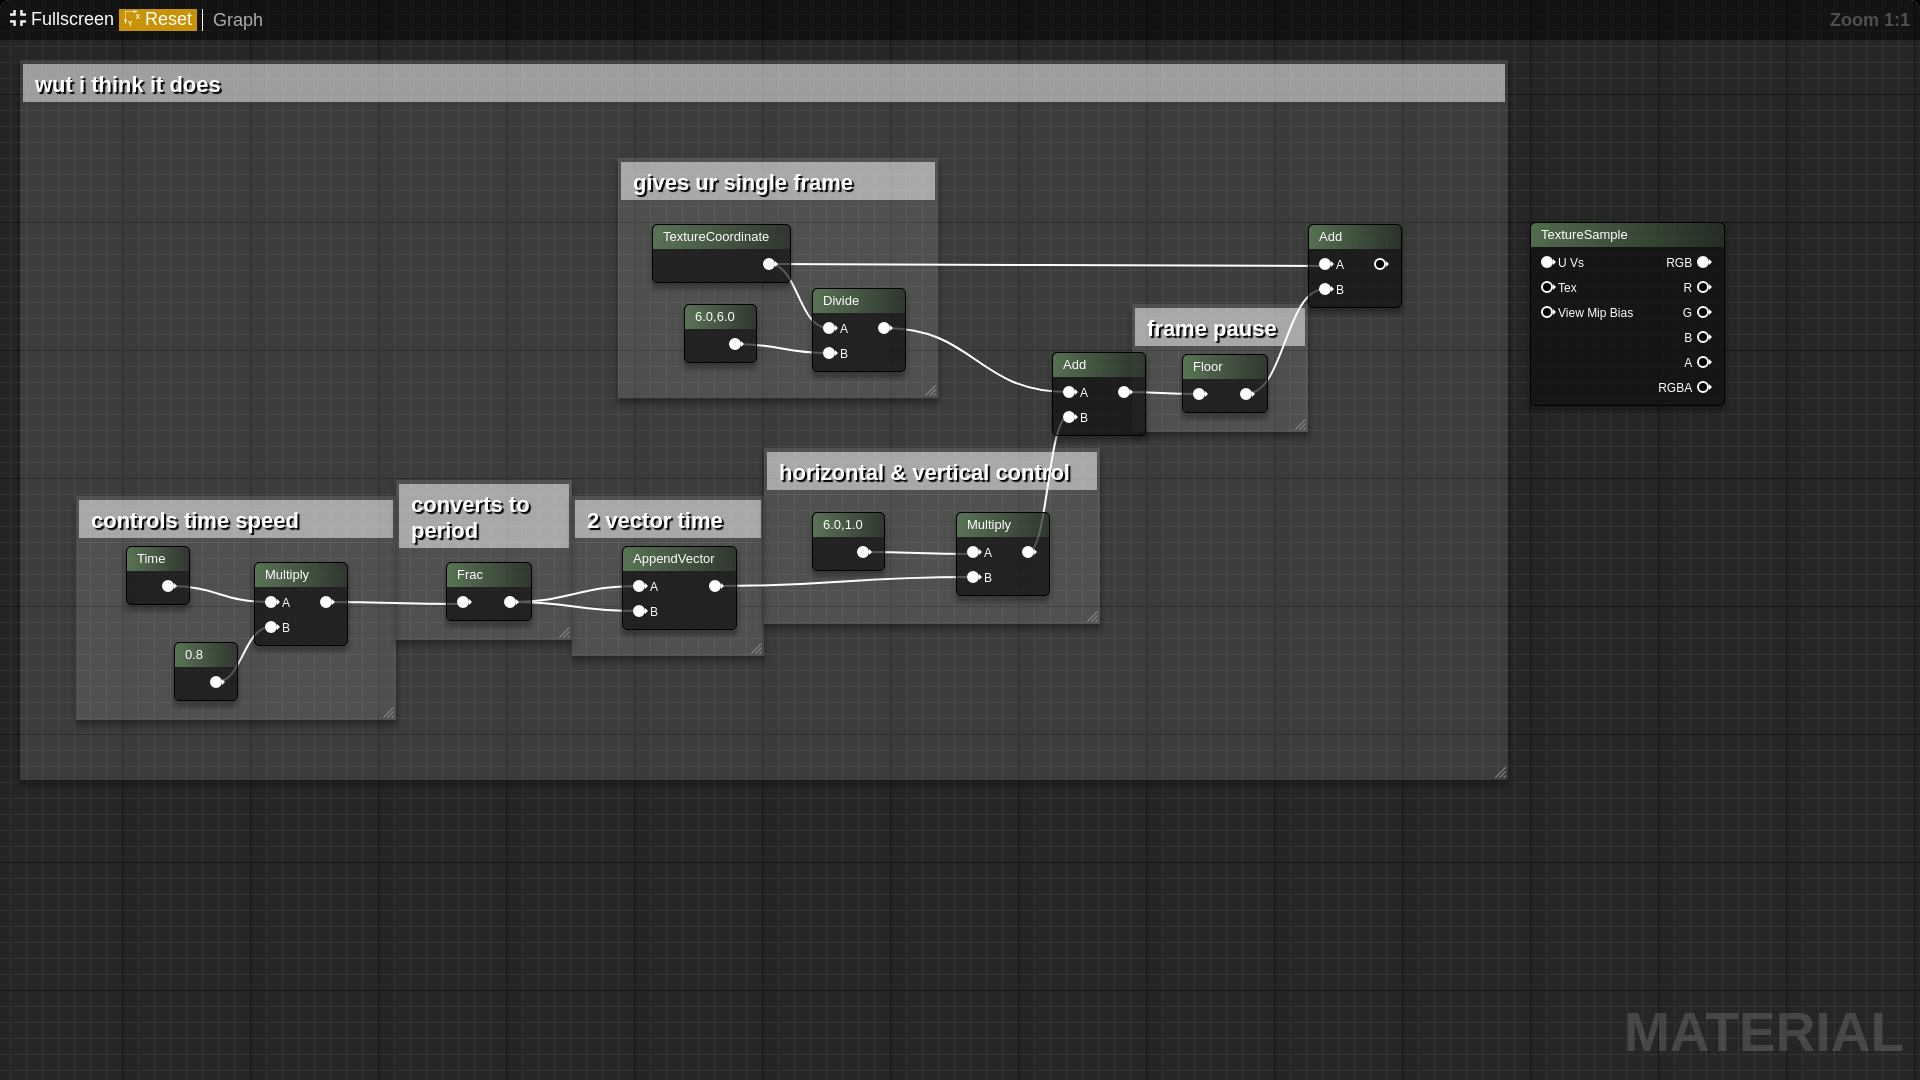 Fullscreen Reset Graph
Zoom 1:1
wut i think it does
gives ur single frame
TextureCoordinate
6.0,6.0
Divide
A
B
Add
A
B
TextureSample
U Vs RGB
Tex R
View Mip Bias G
B
A
RGBA
frame pause
Add
A
B
Floor
controls time speed
Time
Multiply
A
B
0.8
converts to
period
Frac
2 vector time
AppendVector
A
B
horizontal & vertical control
6.0,1.0
Multiply
A
B
MATERIAL